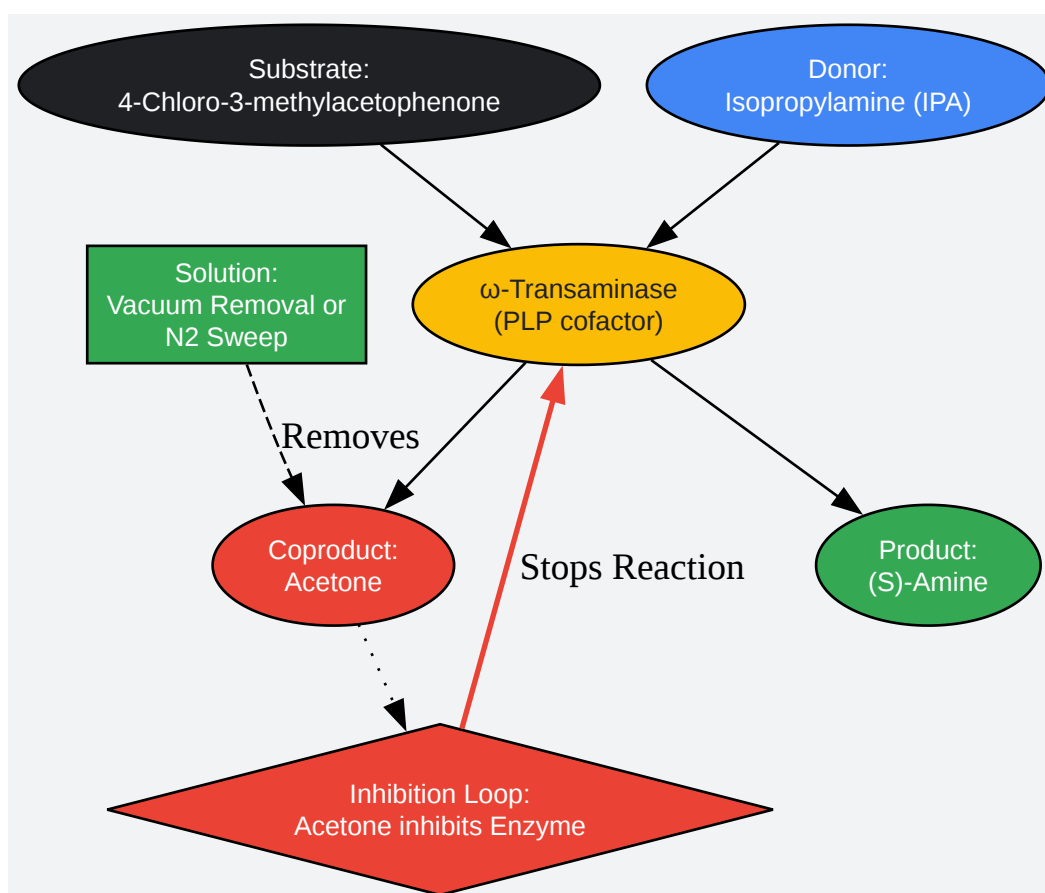 Substrate:
4-Chloro-3-methylacetophenone
Donor:
Isopropylamine (IPA)
Solution:
Vacuum Removal or
N2 Sweep
ω-Transaminase
(PLP cofactor)
Removes
Coproduct:
Acetone
Stops Reaction
Product:
(S)-Amine
Inhibition Loop:
Acetone inhibits Enzyme